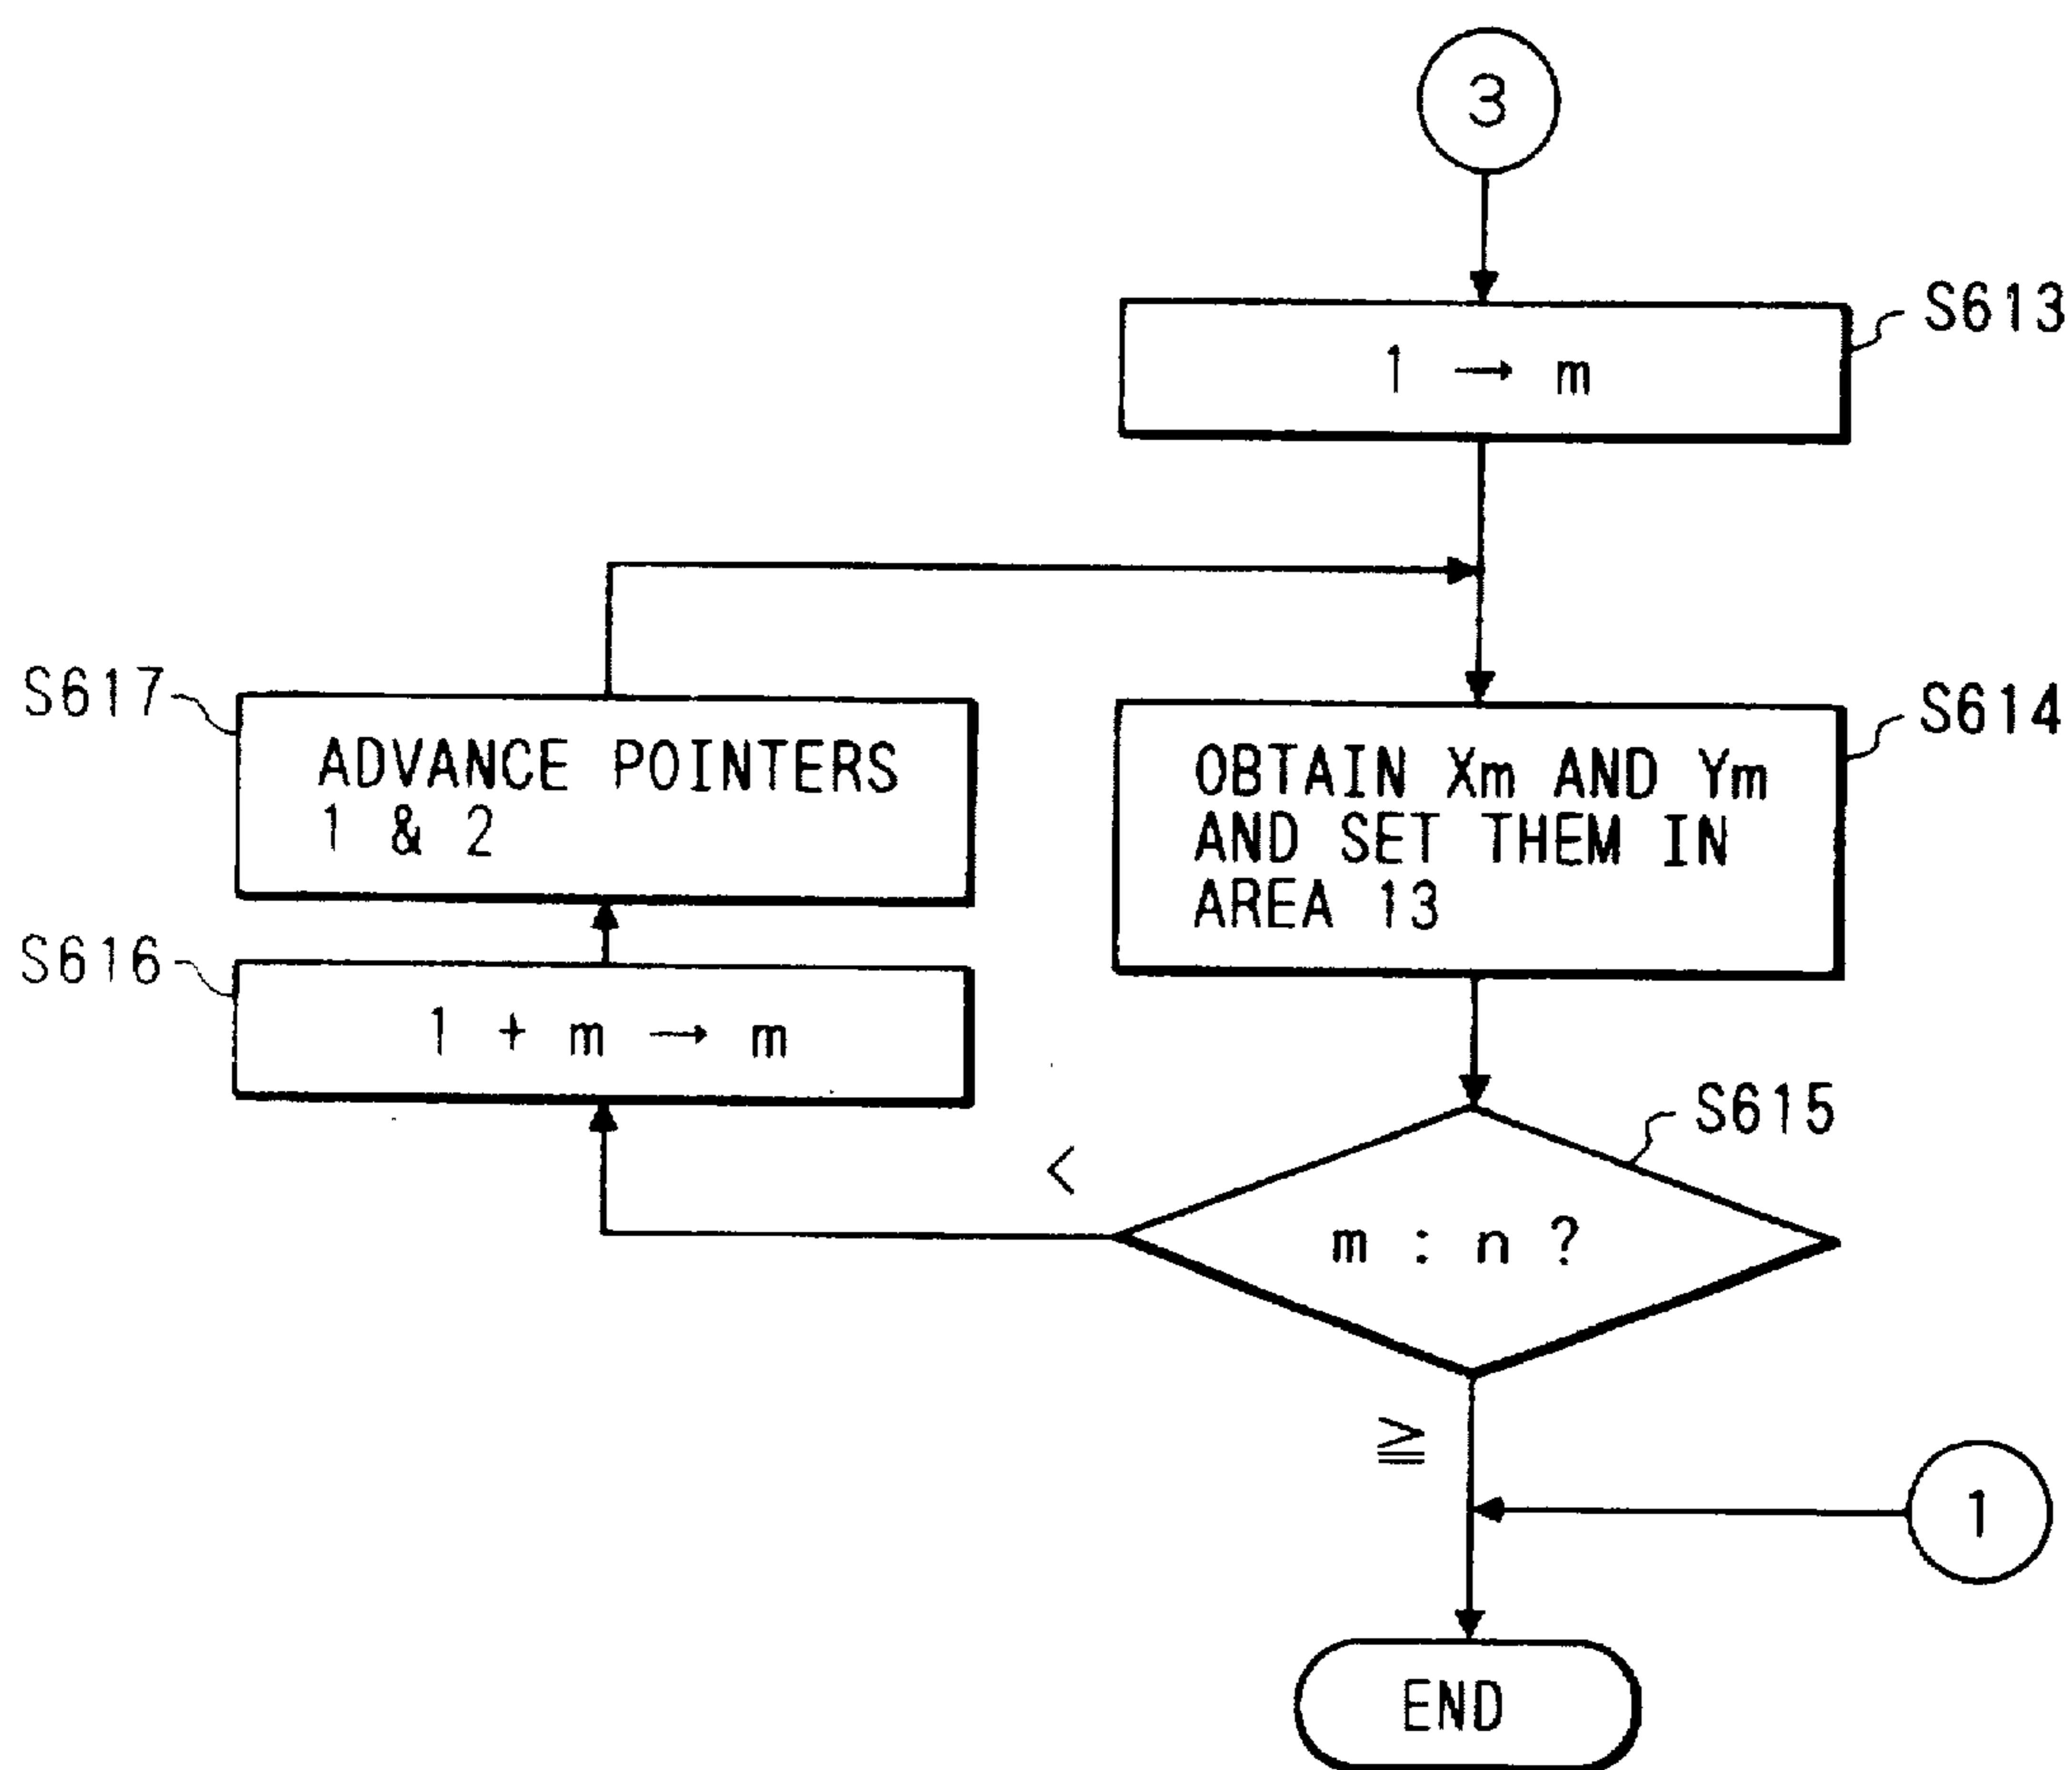 3
S613
1 → m
S617
ADVANCE POINTERS
1 & 2
S614
OBTAIN Xm AND Ym
AND SET THEM IN
AREA 13
S616
1 + m → m
S615
<
m : n ?
≧
1
END